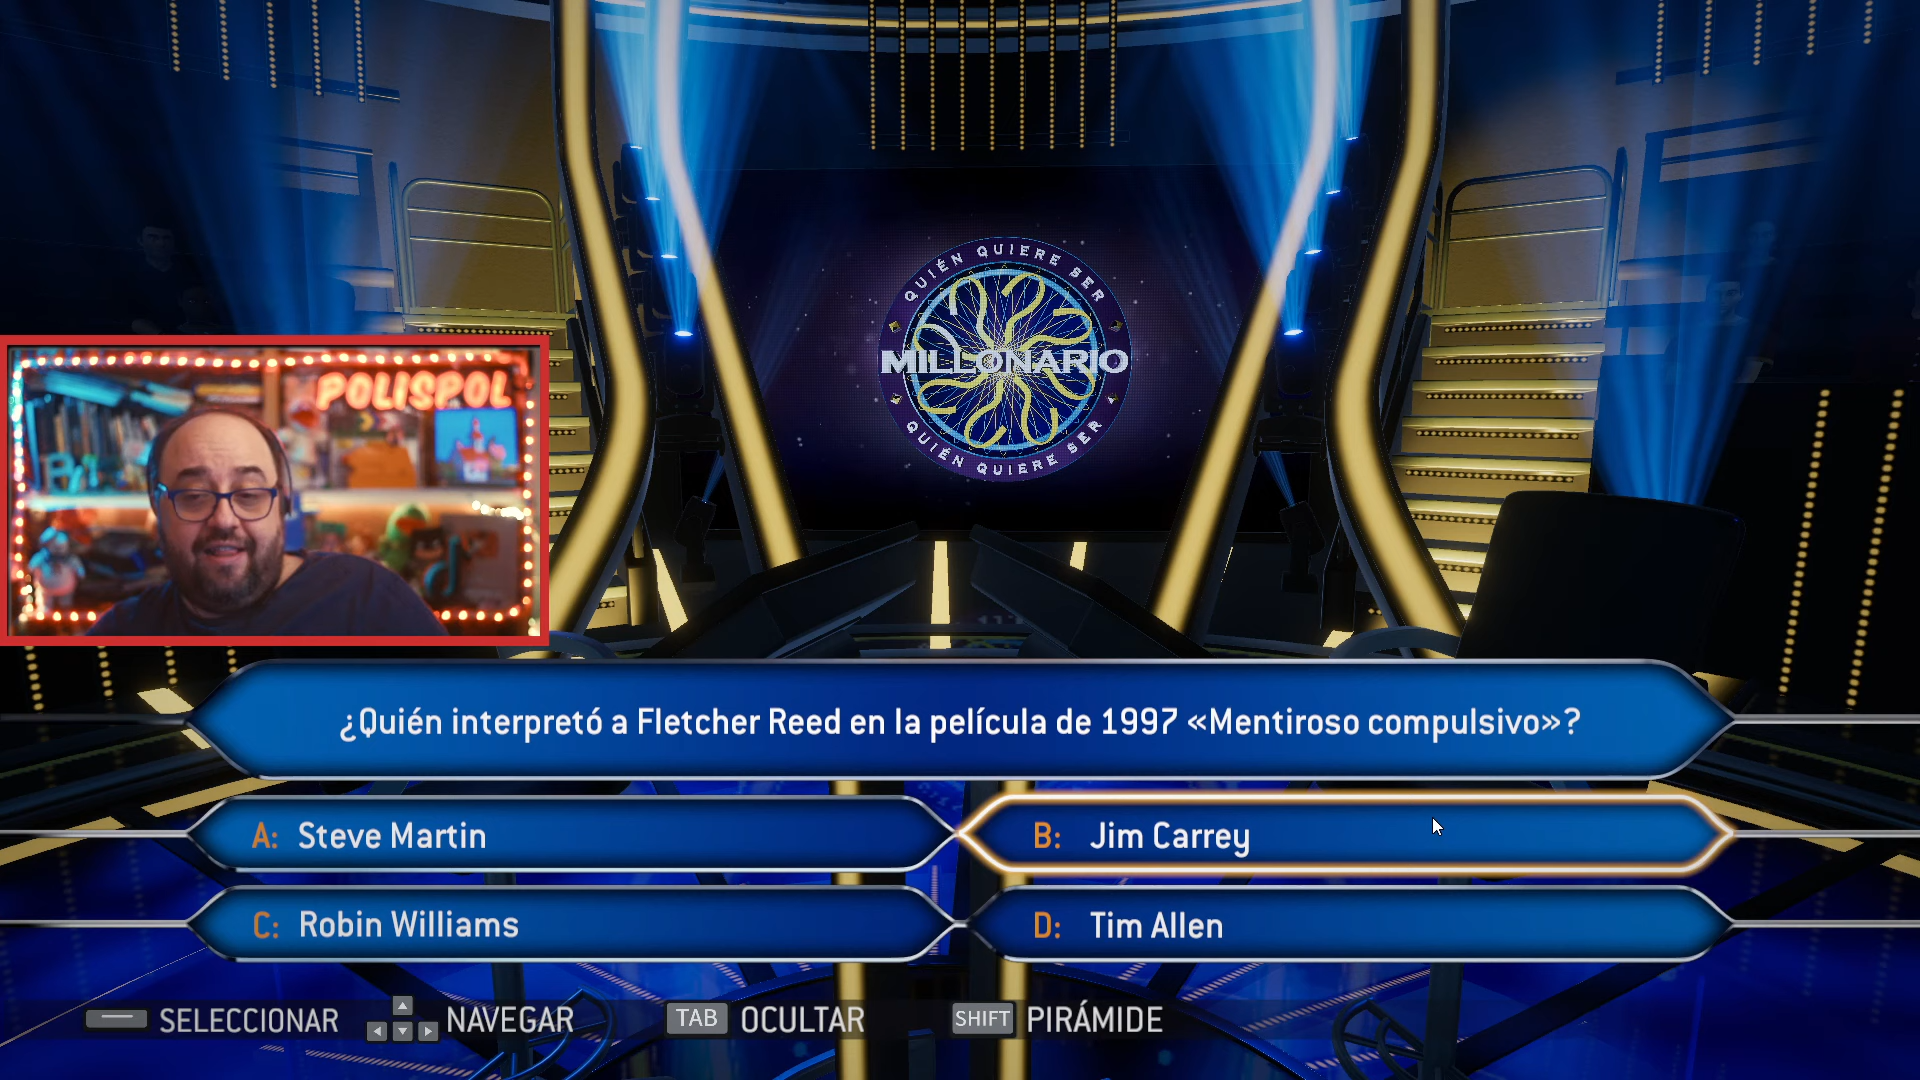 QUIÉN QUIERE SER
MILLONARIO
QUIÉN QUIERE SER
POLISPOL
¿Quién interpretó a Fletcher Reed en la película de 1997 «Mentiroso compulsivo»?
A: Steve Martin
B: Jim Carrey
C: Robin Williams
D: Tim Allen
SELECCIONAR
NAVEGAR
TAB OCULTAR
SHIFT PIRÁMIDE